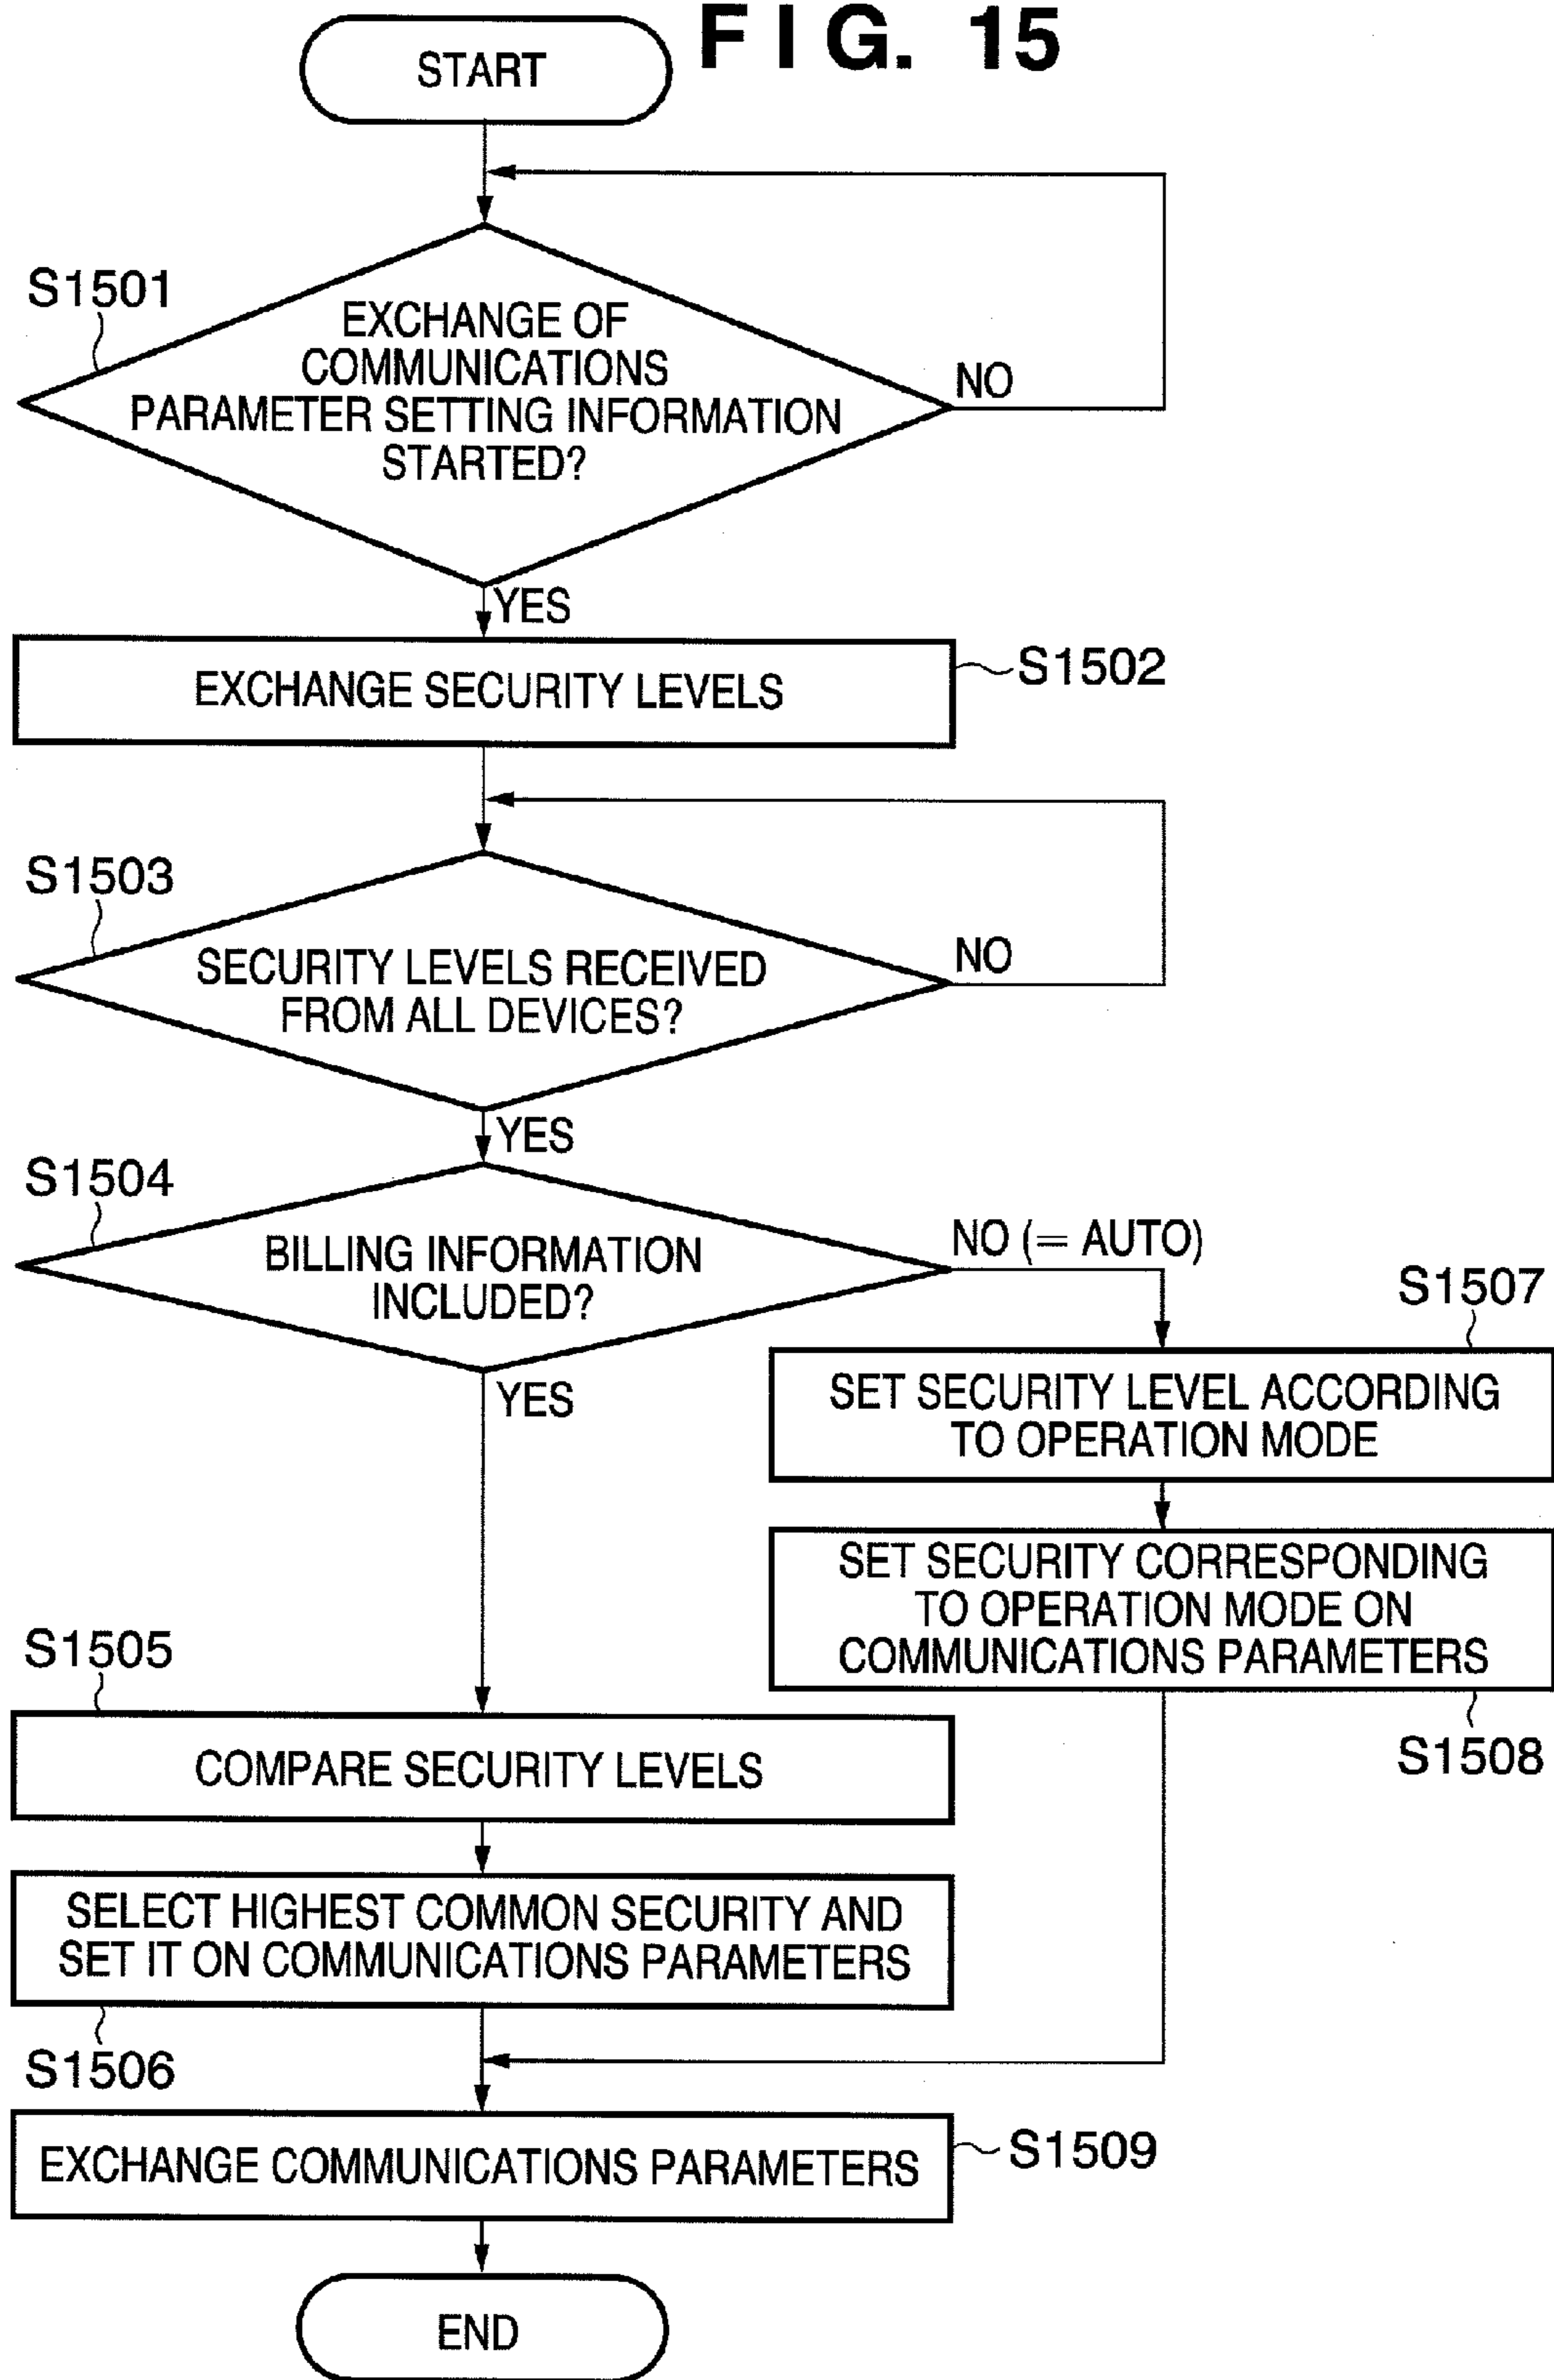 FIG. 15
START
S1501
EXCHANGE OF
COMMUNICATIONS
PARAMETER SETTING INFORMATION
STARTED?
NO
YES
EXCHANGE SECURITY LEVELS
S1502
S1503
SECURITY LEVELS RECEIVED
FROM ALL DEVICES?
NO
YES
S1504
BILLING INFORMATION
INCLUDED?
NO (= AUTO)
YES
S1507
SET SECURITY LEVEL ACCORDING
TO OPERATION MODE
SET SECURITY CORRESPONDING
TO OPERATION MODE ON
COMMUNICATIONS PARAMETERS
S1508
S1505
COMPARE SECURITY LEVELS
SELECT HIGHEST COMMON SECURITY AND
SET IT ON COMMUNICATIONS PARAMETERS
S1506
EXCHANGE COMMUNICATIONS PARAMETERS
S1509
END